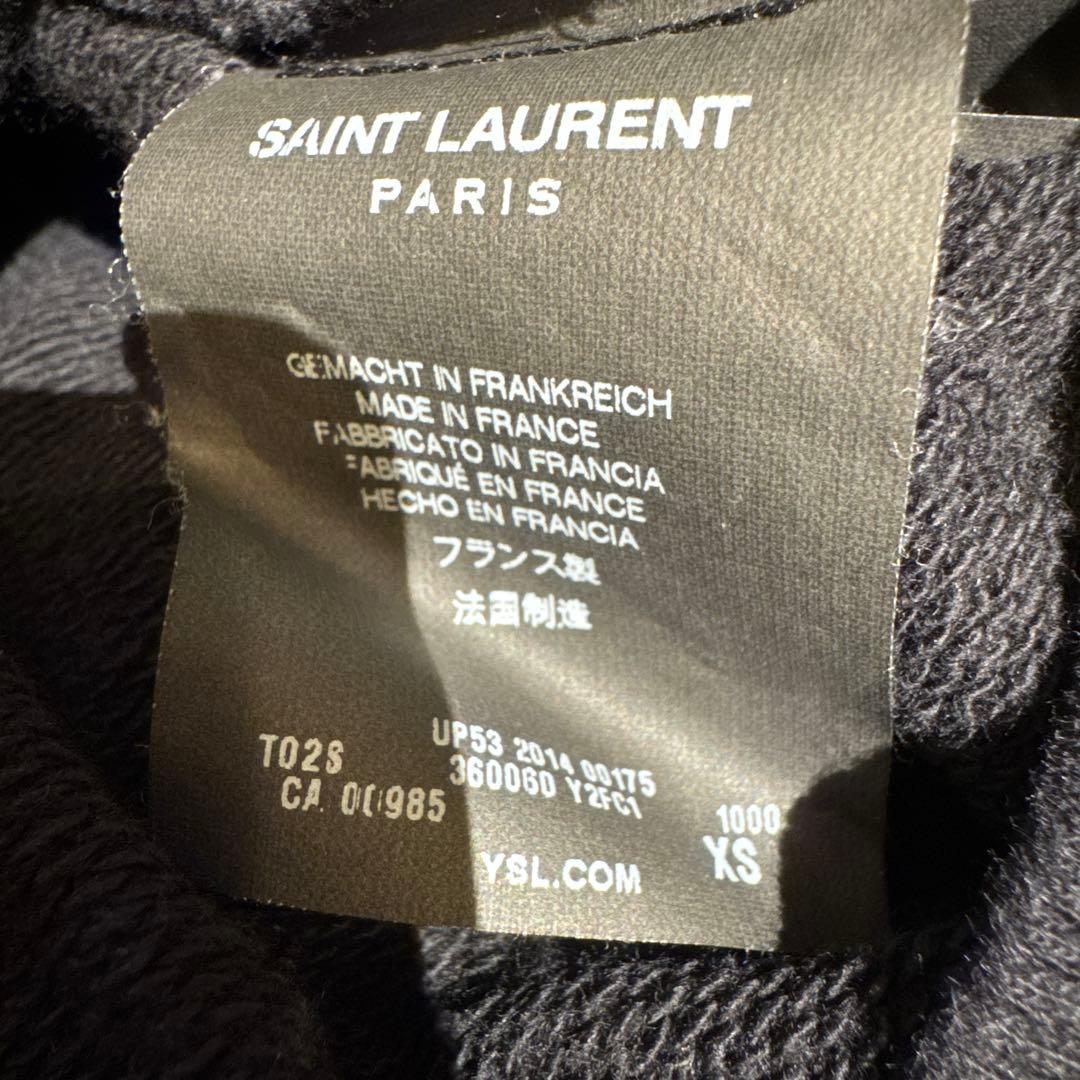 SAINT LAURENT
PARIS
GEMACHT IN FRANKREICH
MADE IN FRANCE
FABBRICATO IN FRANCIA
FABRIQUÉ EN FRANCE
HECHO EN FRANCIA
フランス製
法国制造
T02S UP53 2014 00175
CA 00985 360060 Y2FC1 1000
YSL.COM XS